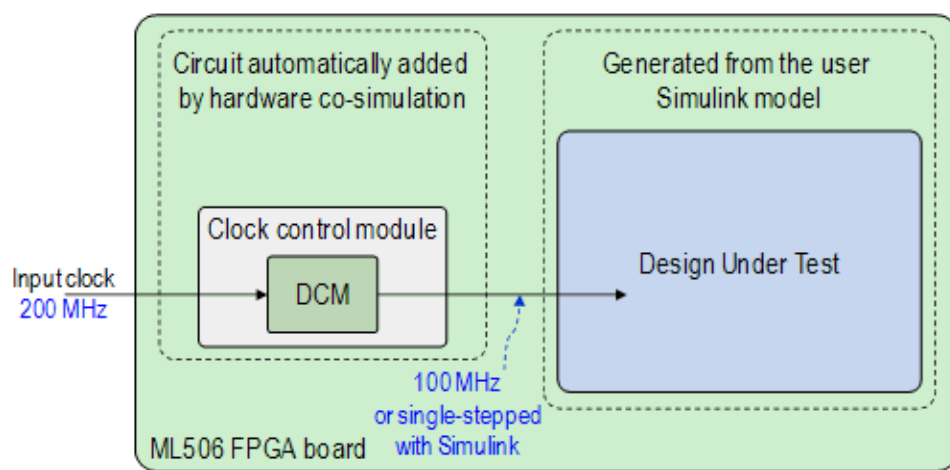 Circuit automatically added
by hardware co-simulation
Generated from the user
Simulink model
Clock control module
DCM
Design Under Test
Input clock
200 MHz
100 MHz
or single-stepped
with Simulink
ML506 FPGA board